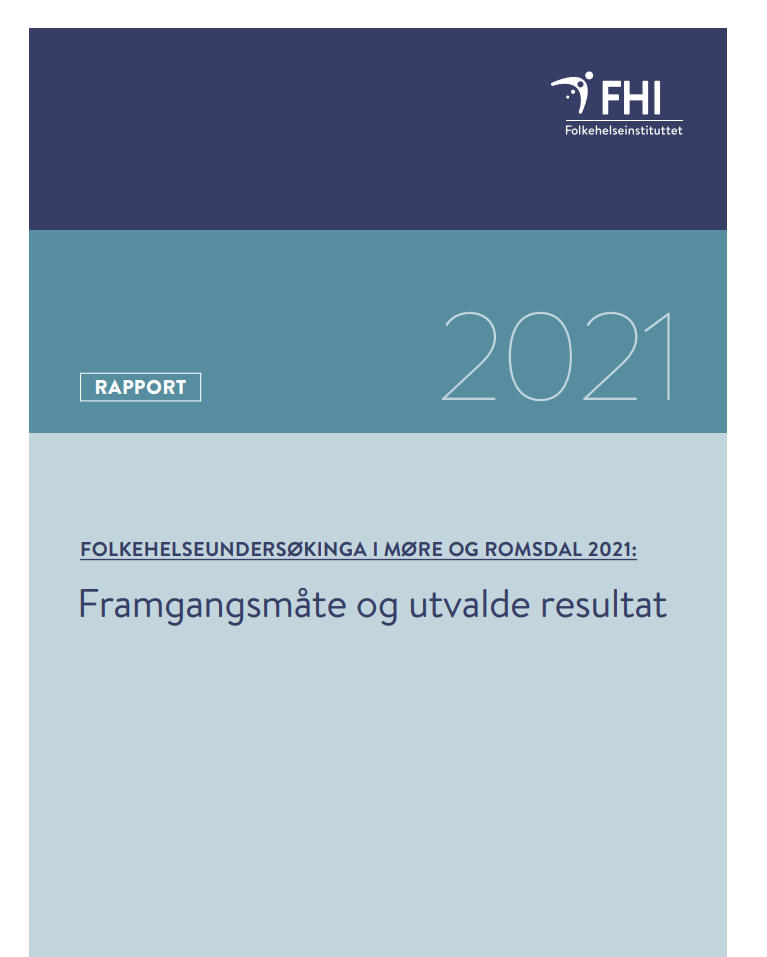 FHI
Folkehelseinstituttet
2021
RAPPORT
FOLKEHELSEUNDERSØKINGA I MØRE OG ROMSDAL 2021:
Framgangsmåte og utvalde resultat